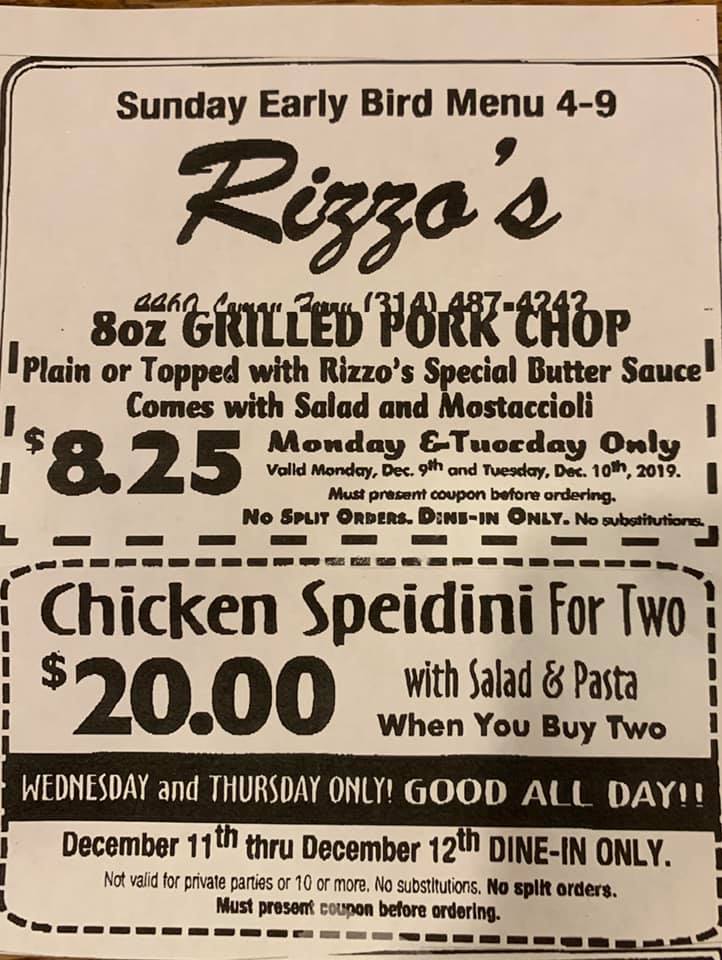 Sunday Early Bird Menu 4-9
Rizzo's
4460 (314) 487-4242
8oz GRILLED PORK CHOP
Plain or Topped with Rizzo's Special Butter Sauce
Comes with Salad and Mostaccioli
$8.25
Monday & Tuorday Only
Valid Monday, Dec. 9th and Tuesday, Dec. 10th, 2019.
Must present coupon before ordering.
No Split Orders. Dine-in Only. No substitutions.
Chicken Speidini For Two
$20.00
with Salad & Pasta
When You Buy Two
WEDNESDAY and THURSDAY ONLY! GOOD ALL DAY!!
December 11th thru December 12th DINE-IN ONLY.
Not valid for private parties or 10 or more. No substitutions. No split orders.
Must present coupon before ordering.